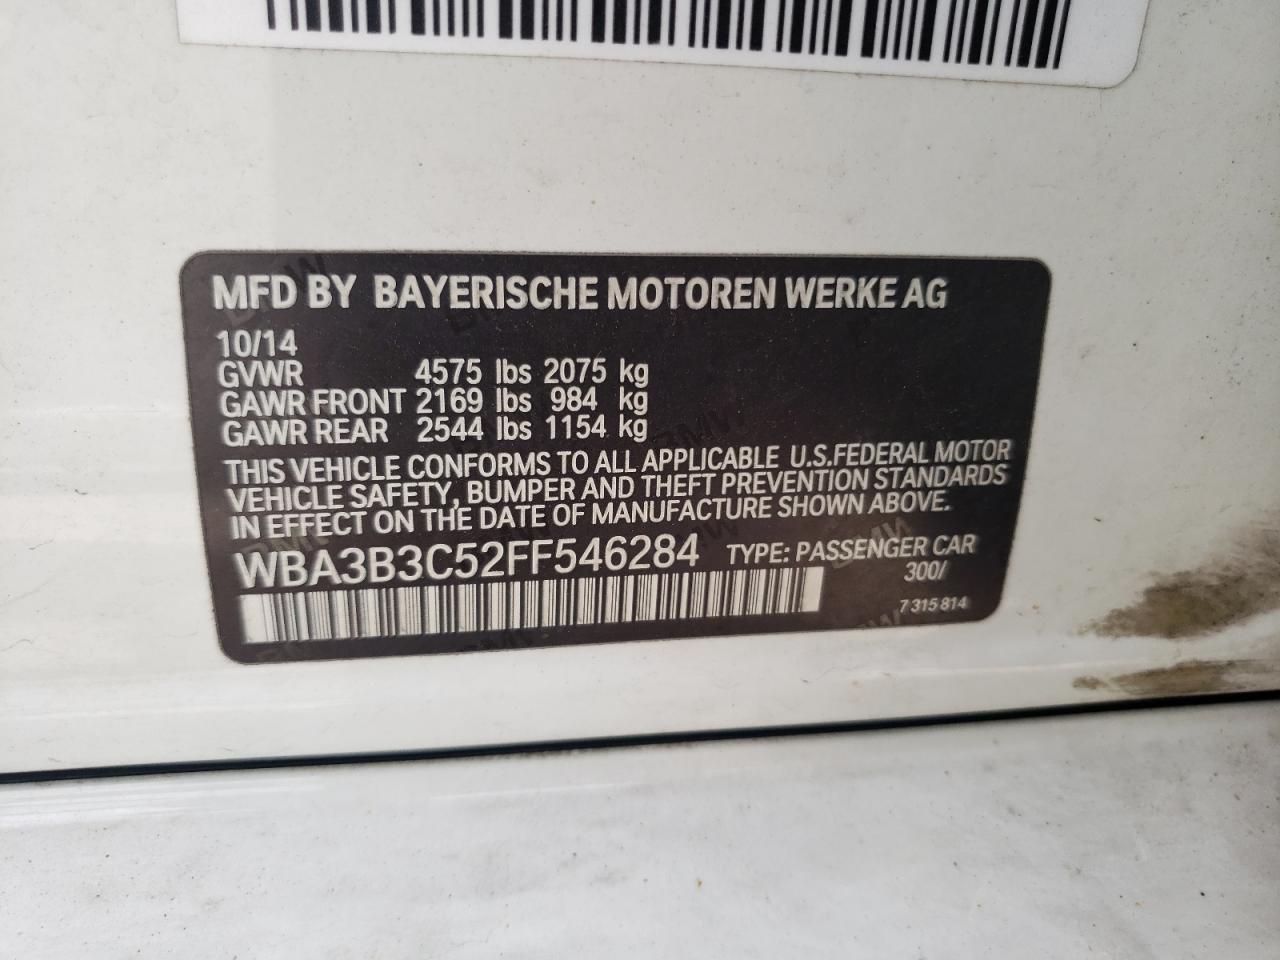 MFD BY BAYERISCHE MOTOREN WERKE AG
10/14
GVWR 4575 lbs 2075 kg
GAWR FRONT 2169 lbs 984 kg
GAWR REAR 2544 lbs 1154 kg
THIS VEHICLE CONFORMS TO ALL APPLICABLE U.S.FEDERAL MOTOR
VEHICLE SAFETY, BUMPER AND THEFT PREVENTION STANDARDS
IN EFFECT ON THE DATE OF MANUFACTURE SHOWN ABOVE.
WBA3B3C52FF546284 TYPE: PASSENGER CAR
300/
7 315 814